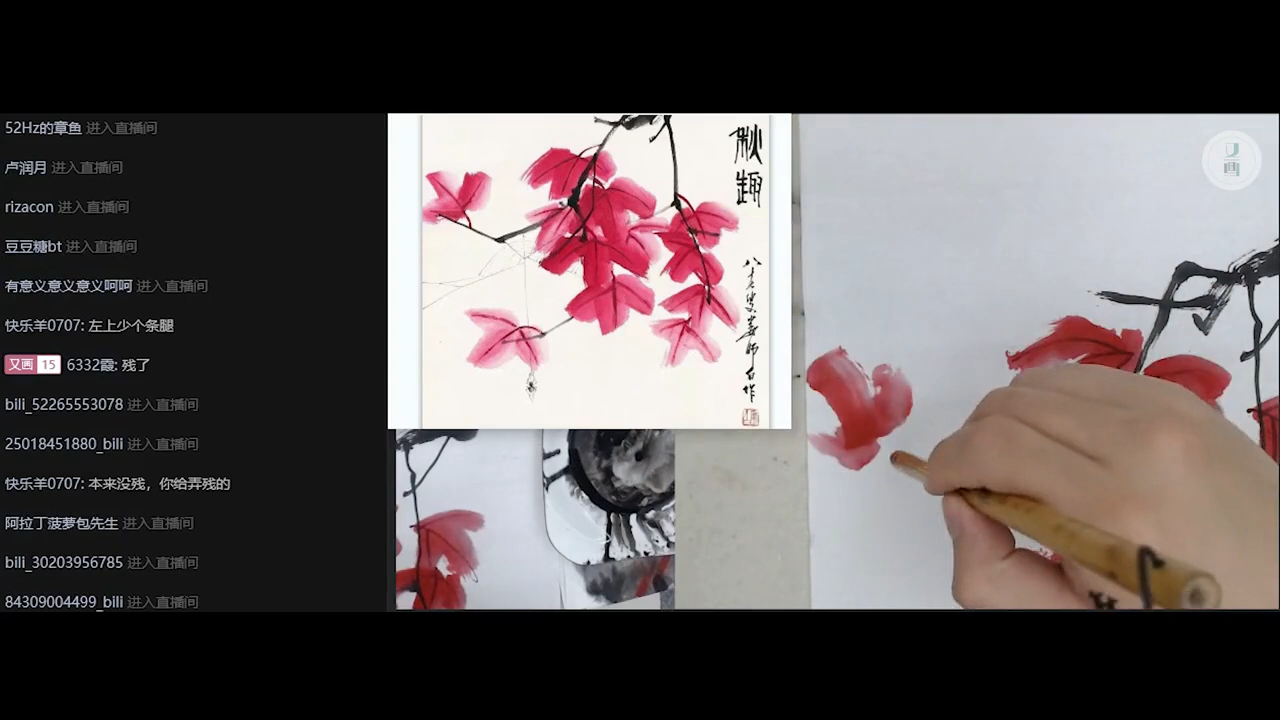 52Hz的章鱼 进入直播间
卢润月 进入直播间
rizacon 进入直播间
豆豆糖bt 进入直播间
有意义意义意义呵呵 进入直播间
快乐羊0707: 左上少个条腿
又画 15 6332霞: 残了
bili_52265553078 进入直播间
25018451880_bili 进入直播间
快乐羊0707: 本来没残，你给弄残的
阿拉丁菠萝包先生 进入直播间
bili_30203956785 进入直播间
84309004499_bili 进入直播间
秋趣
又画